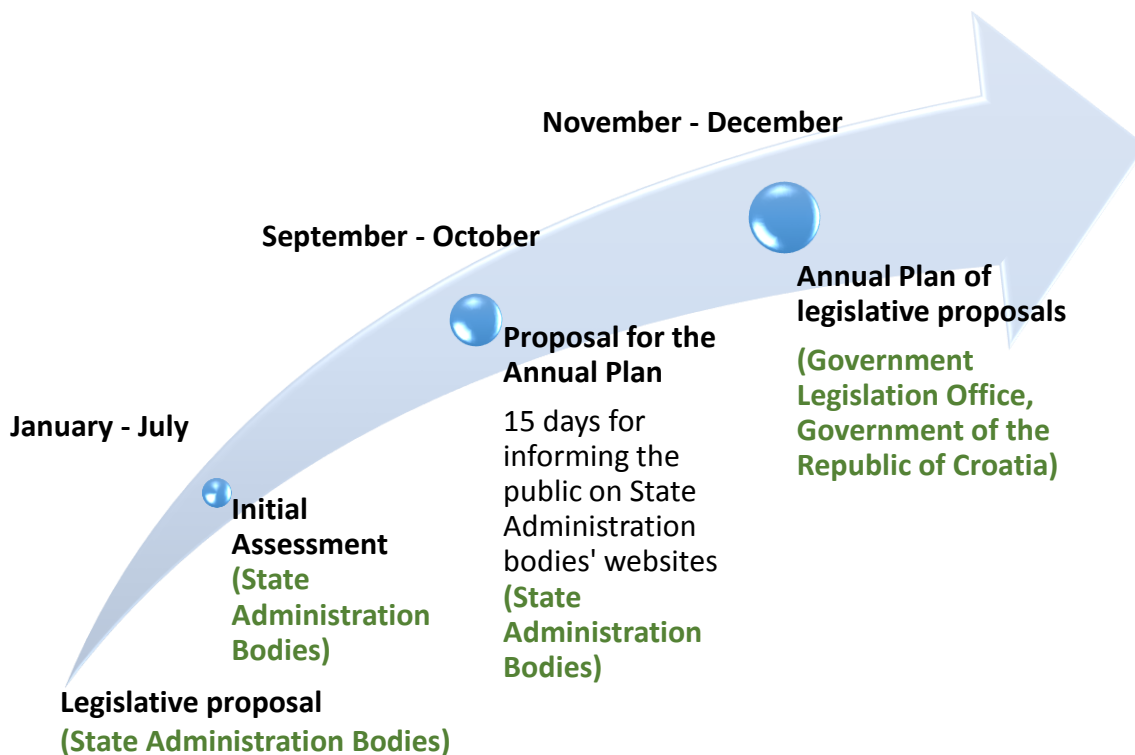 November - December
September - October
Annual Plan of
legislative proposals
(Government
Legislation Office,
Government of the
Republic of Croatia)
Proposal for the
Annual Plan
15 days for
informing the
public on State
Administration
bodies' websites
(State
Administration
Bodies)
January - July
Initial
Assessment
(State
Administration
Bodies)
Legislative proposal
(State Administration Bodies)